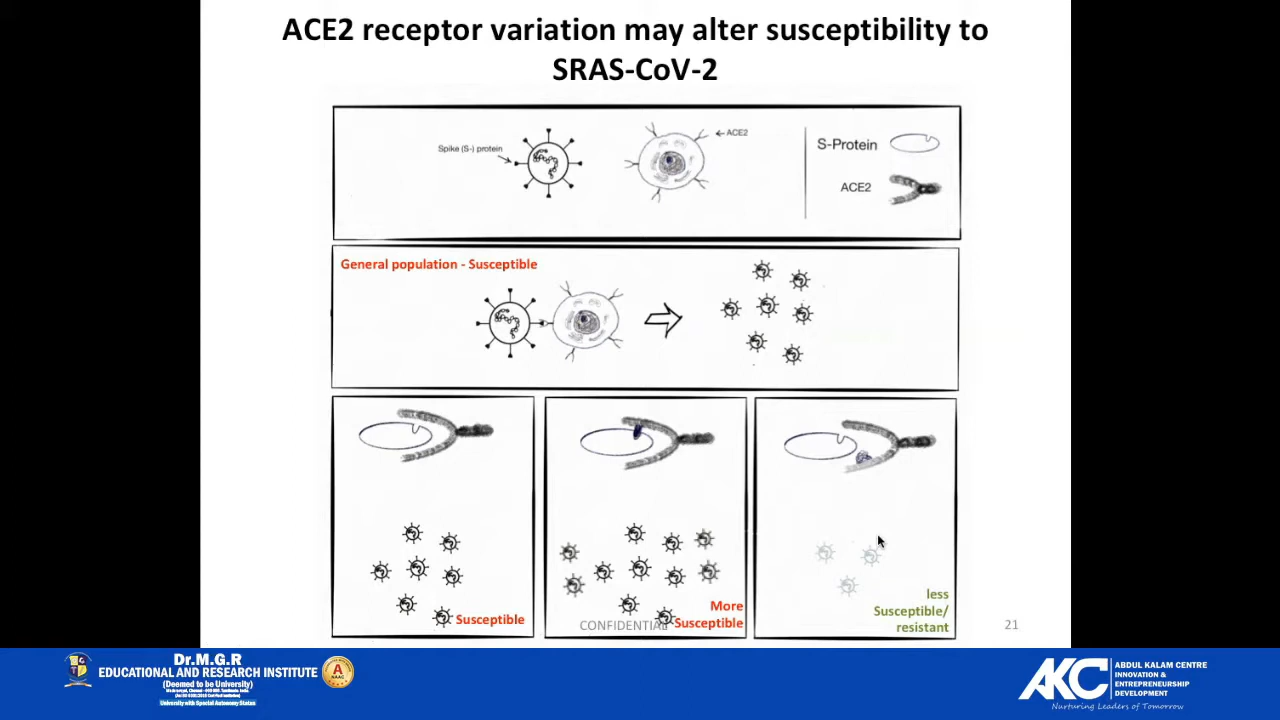 ACE2 receptor variation may alter susceptibility to
SRAS-CoV-2
Spike (S-) protein
ACE2
S-Protein
ACE2
General population - Susceptible
Susceptible
More
Susceptible
less
Susceptible/
resistant
CONFIDENTIAL
21
Dr.M.G.R
EDUCATIONAL AND RESEARCH INSTITUTE
(Deemed to be University)
University with Special Autonomy Status
A
NAAC
AKC
ABDUL KALAM CENTRE
INNOVATION &
ENTREPRENEURSHIP
DEVELOPMENT
Nurturing Leaders of Tomorrow